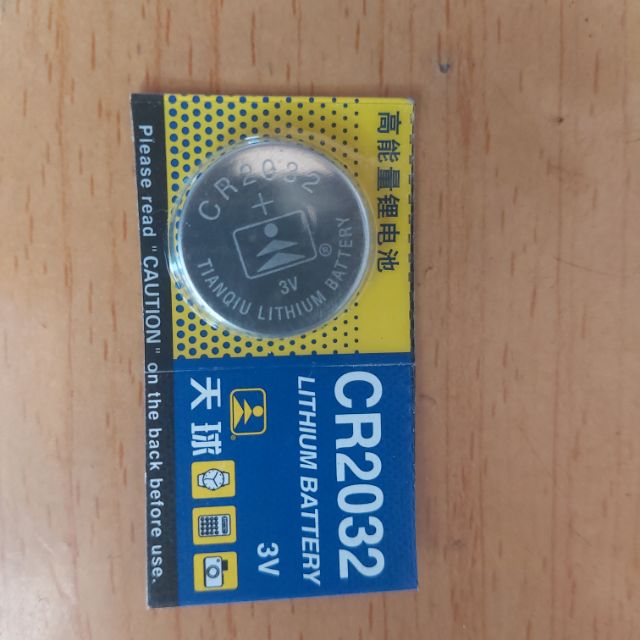 高能量锂电池
CR2032
+
®
3V
TIANQIU LITHIUM BATTERY
CR2032
LITHIUM BATTERY
3V
天球
Please read "CAUTION" on the back before use.